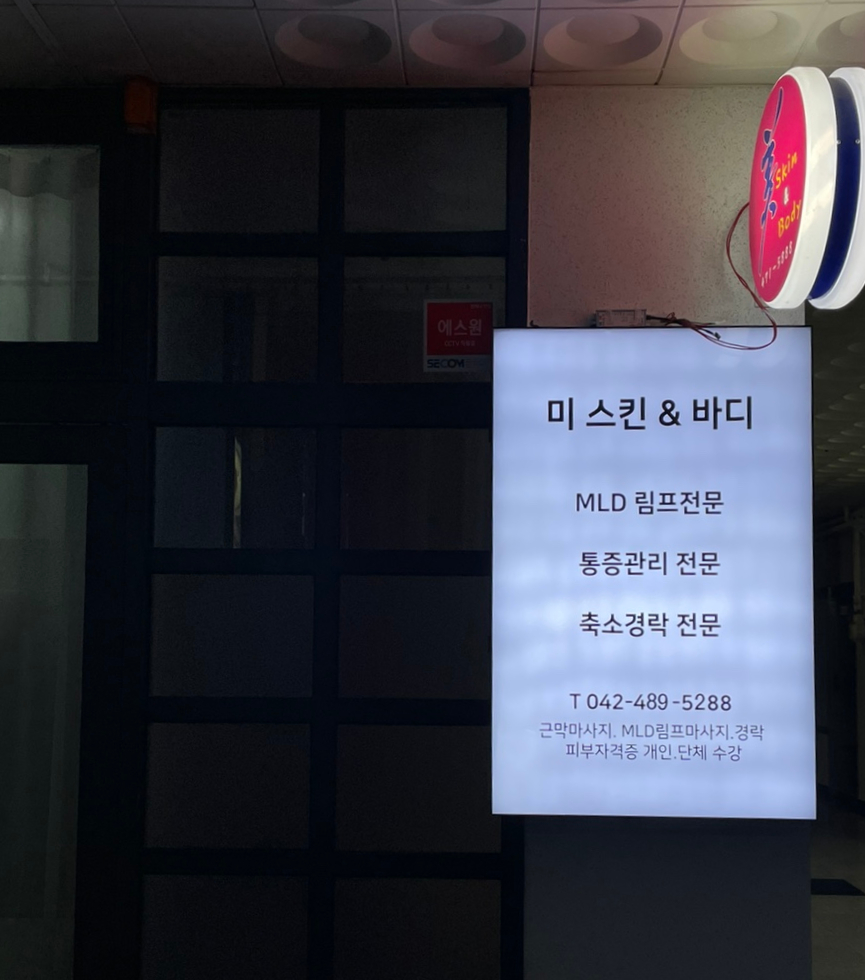 美
Skin
&
Body
에스원
SECOM
미 스킨 & 바디
MLD 림프전문
통증관리 전문
축소경락 전문
T 042-489-5288
근막마사지. MLD림프마사지.경락
피부자격증 개인.단체 수강